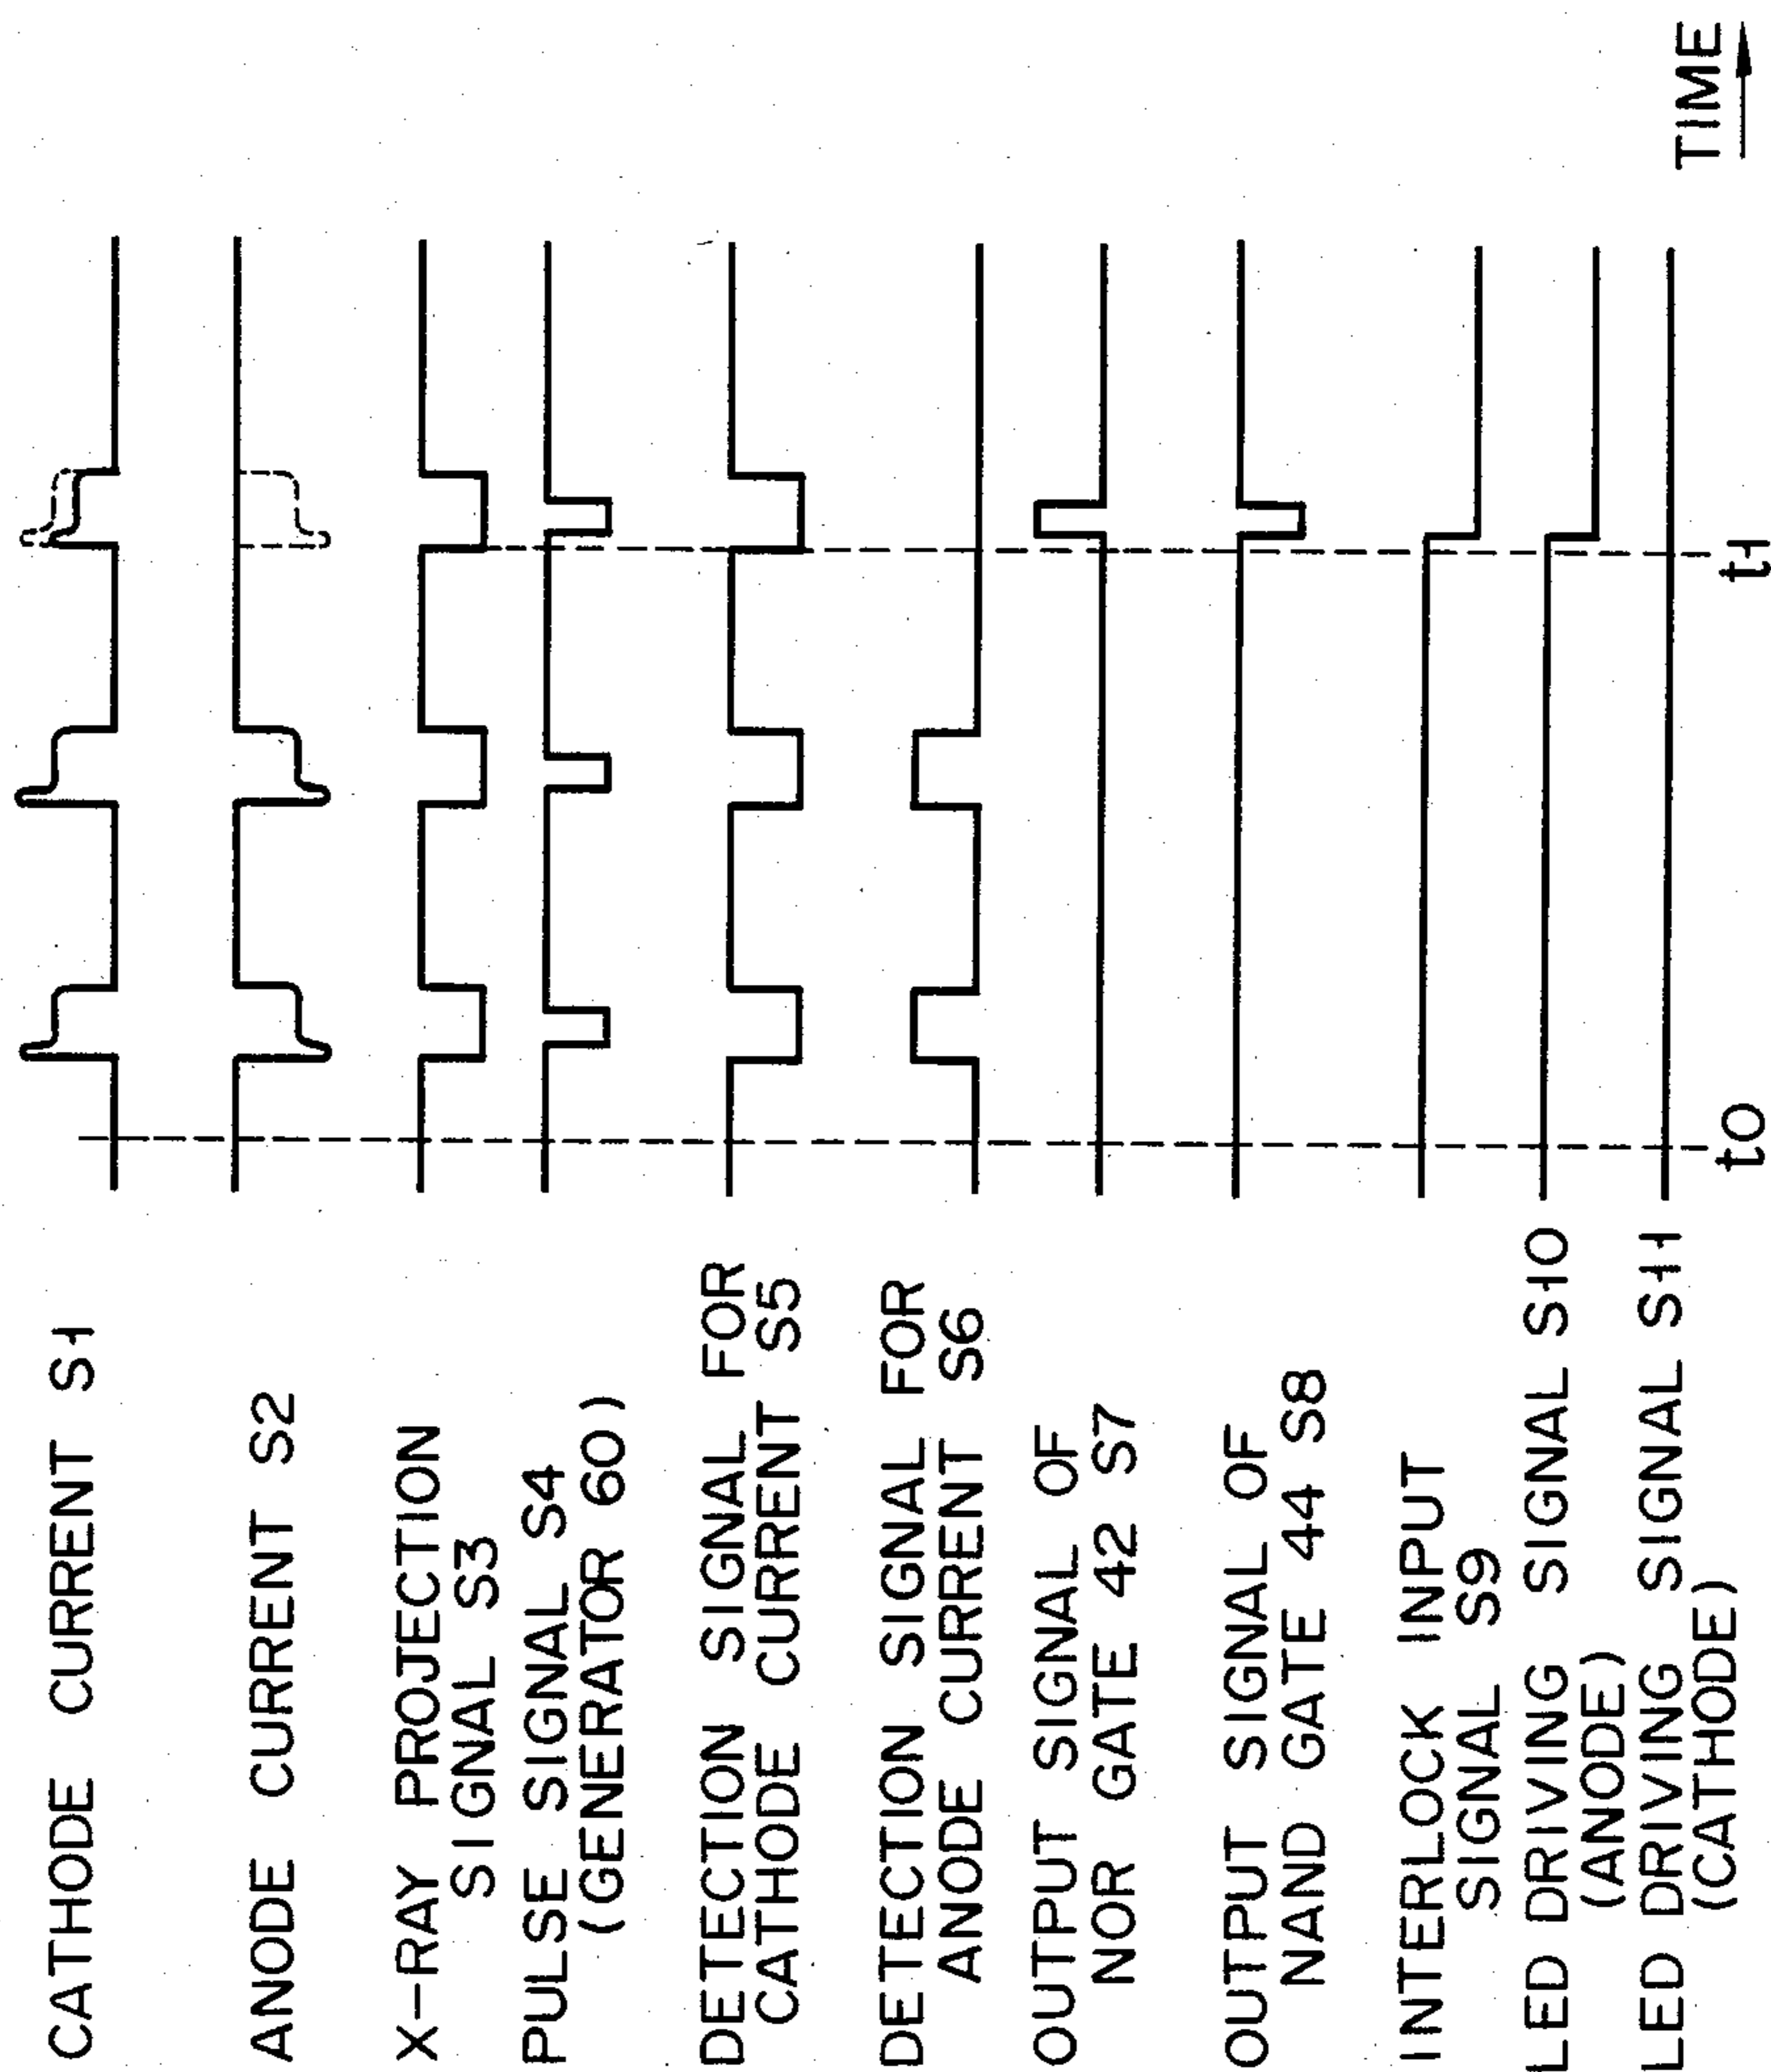 CATHODE CURRENT S1
ANODE CURRENT S2
X-RAY PROJECTION
SIGNAL S3
PULSE SIGNAL S4
(GENERATOR 60)
DETECTION SIGNAL FOR
CATHODE CURRENT S5
DETECTION SIGNAL FOR
ANODE CURRENT S6
OUTPUT SIGNAL OF
NOR GATE 42 S7
OUTPUT SIGNAL OF
NAND GATE 44 S8
INTERLOCK INPUT
SIGNAL S9
LED DRIVING SIGNAL S10
(ANODE)
LED DRIVING SIGNAL S11
(CATHODE)
t0
t1
TIME